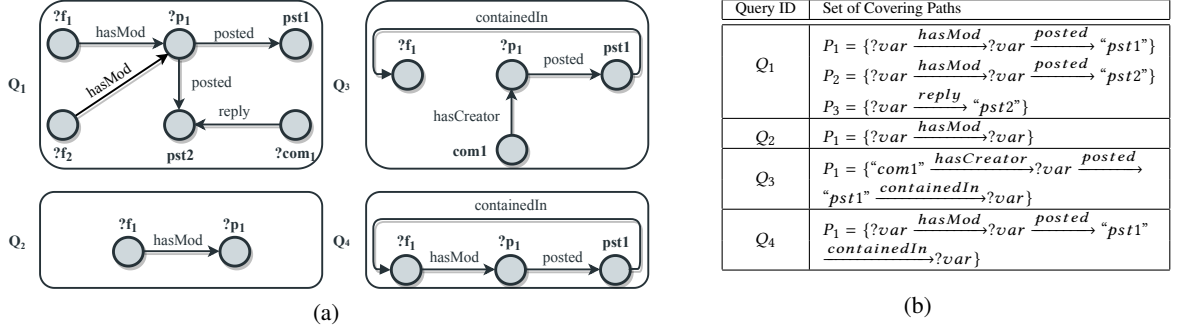 ?f1
?p1
pst1
hasMod
posted
Q1
hasMod
posted
reply
?f2
pst2
?com1
containedIn
?f1
?p1
pst1
posted
Q3
hasCreator
com1
Q2
?f1
?p1
hasMod
containedIn
Q4
?f1
?p1
pst1
hasMod
posted
(a)
Query ID Set of Covering Paths
Q1
P1 = {?var hasMod→ ?var posted→ “pst1”}
P2 = {?var hasMod→ ?var posted→ “pst2”}
P3 = {?var reply→ “pst2”}
Q2 P1 = {?var hasMod→ ?var}
Q3
P1 = {“com1” hasCreator→ ?var posted→
“pst1” containedIn→ ?var}
Q4
P1 = {?var hasMod→ ?var posted→ “pst1”
containedIn→ ?var}
(b)